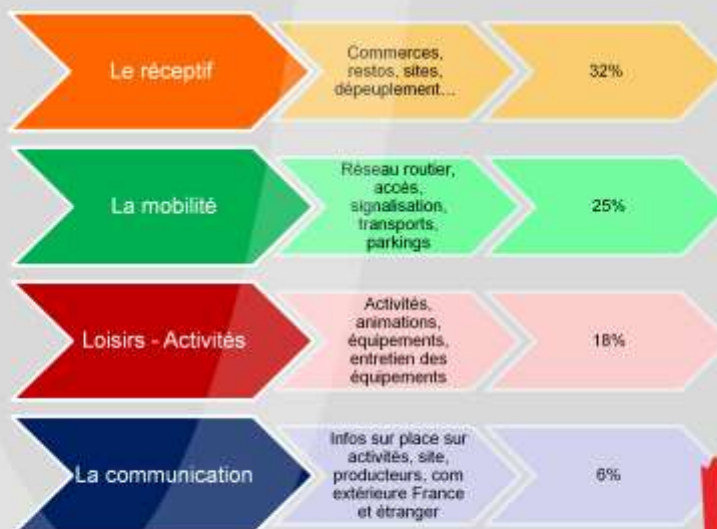 Le réceptif
Commerces,
restos, sites,
dépeuplement...
32%
La mobilité
Réseau routier,
accès,
signalisation,
transports,
parkings
25%
Loisirs - Activités
Activités,
animations,
équipements,
entretien des
équipements
18%
La communication
Infos sur place sur
activités, site,
producteurs, com
extérieure France
et étranger
6%